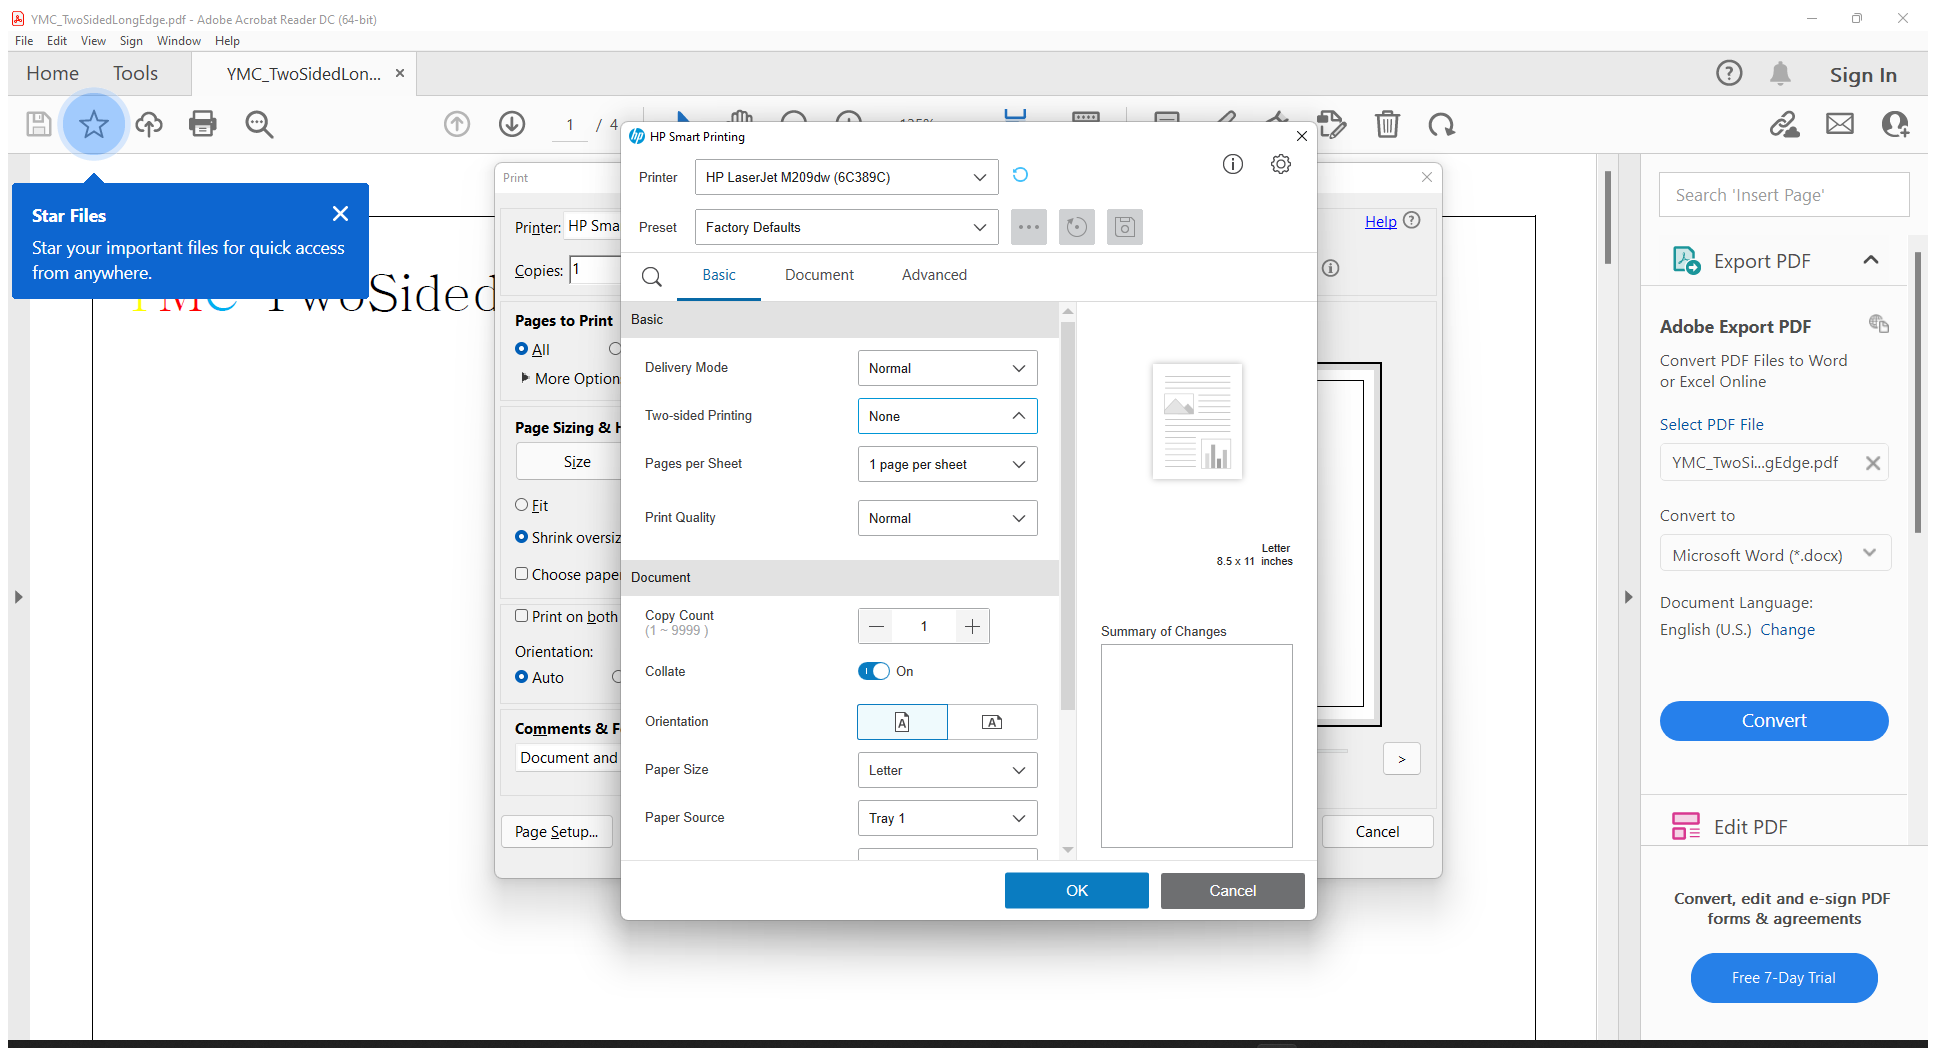 YMC_TwoSidedLongEdge.pdf - Adobe Acrobat Reader DC (64-bit)
File Edit View Sign Window Help
Home Tools YMC_TwoSidedLon... Sign In
1 / 4
Star Files
Star your important files for quick access
from anywhere.
TwoSided
Print
Printer: HP Sma
Copies: 1
Help
Pages to Print
All
More Option
Page Sizing & H
Size
Fit
Shrink oversiz
Choose pape
Print on both
Orientation:
Auto
Comments & F
Document and
Page Setup...
>
Cancel
HP Smart Printing
Printer HP LaserJet M209dw (6C389C)
Preset Factory Defaults
Basic Document Advanced
Basic
Delivery Mode Normal
Two-sided Printing None
Pages per Sheet 1 page per sheet
Print Quality Normal
Document
Copy Count 1
(1 ~ 9999 )
Collate On
Orientation
Paper Size Letter
Paper Source Tray 1
Letter
8.5 x 11 inches
Summary of Changes
OK Cancel
Search 'Insert Page'
Export PDF
Adobe Export PDF
Convert PDF Files to Word
or Excel Online
Select PDF File
YMC_TwoSi...gEdge.pdf
Convert to
Microsoft Word (*.docx)
Document Language:
English (U.S.) Change
Convert
Edit PDF
Convert, edit and e-sign PDF
forms & agreements
Free 7-Day Trial